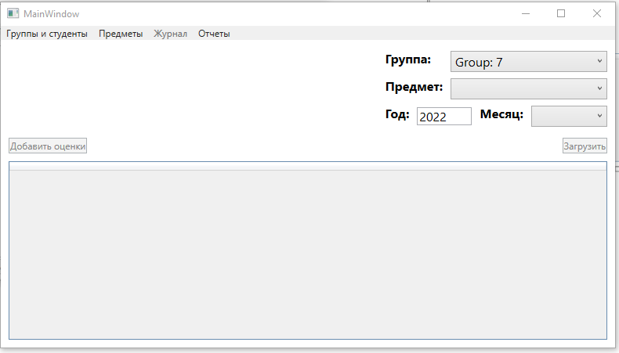 MainWindow
Группы и студенты Предметы Журнал Отчеты
Группа: Group: 7
Предмет:
Год: 2022 Месяц:
Добавить оценки Загрузить